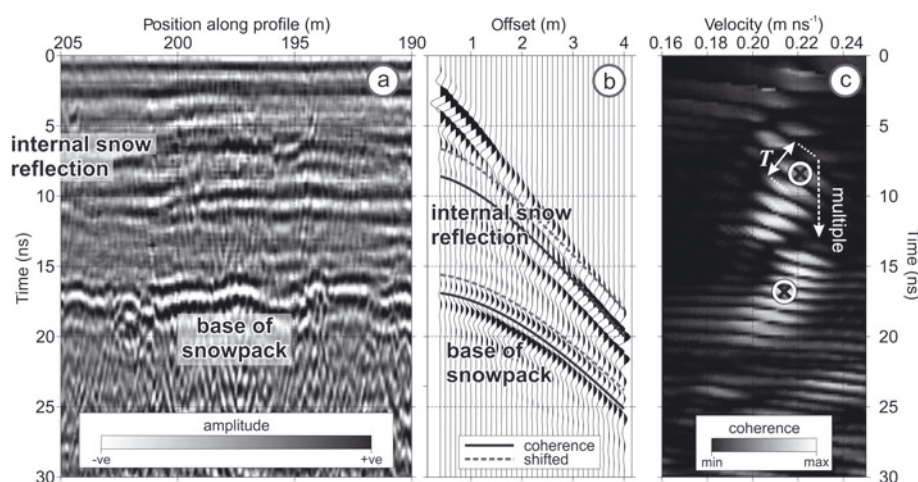 Position along profile (m)
205 200 195 190
Offset (m)
0 1 2 3 4
Velocity (m ns-1)
0.16 0.18 0.20 0.22 0.24
a
b
c
0
5
10
15
20
25
30
Time (ns)
internal snow
reflection
base of
snowpack
amplitude
-ve +ve
internal snow
reflection
base of
snowpack
coherence
shifted
T
multiple
coherence
min max
0
5
10
15
20
25
30
Time (ns)